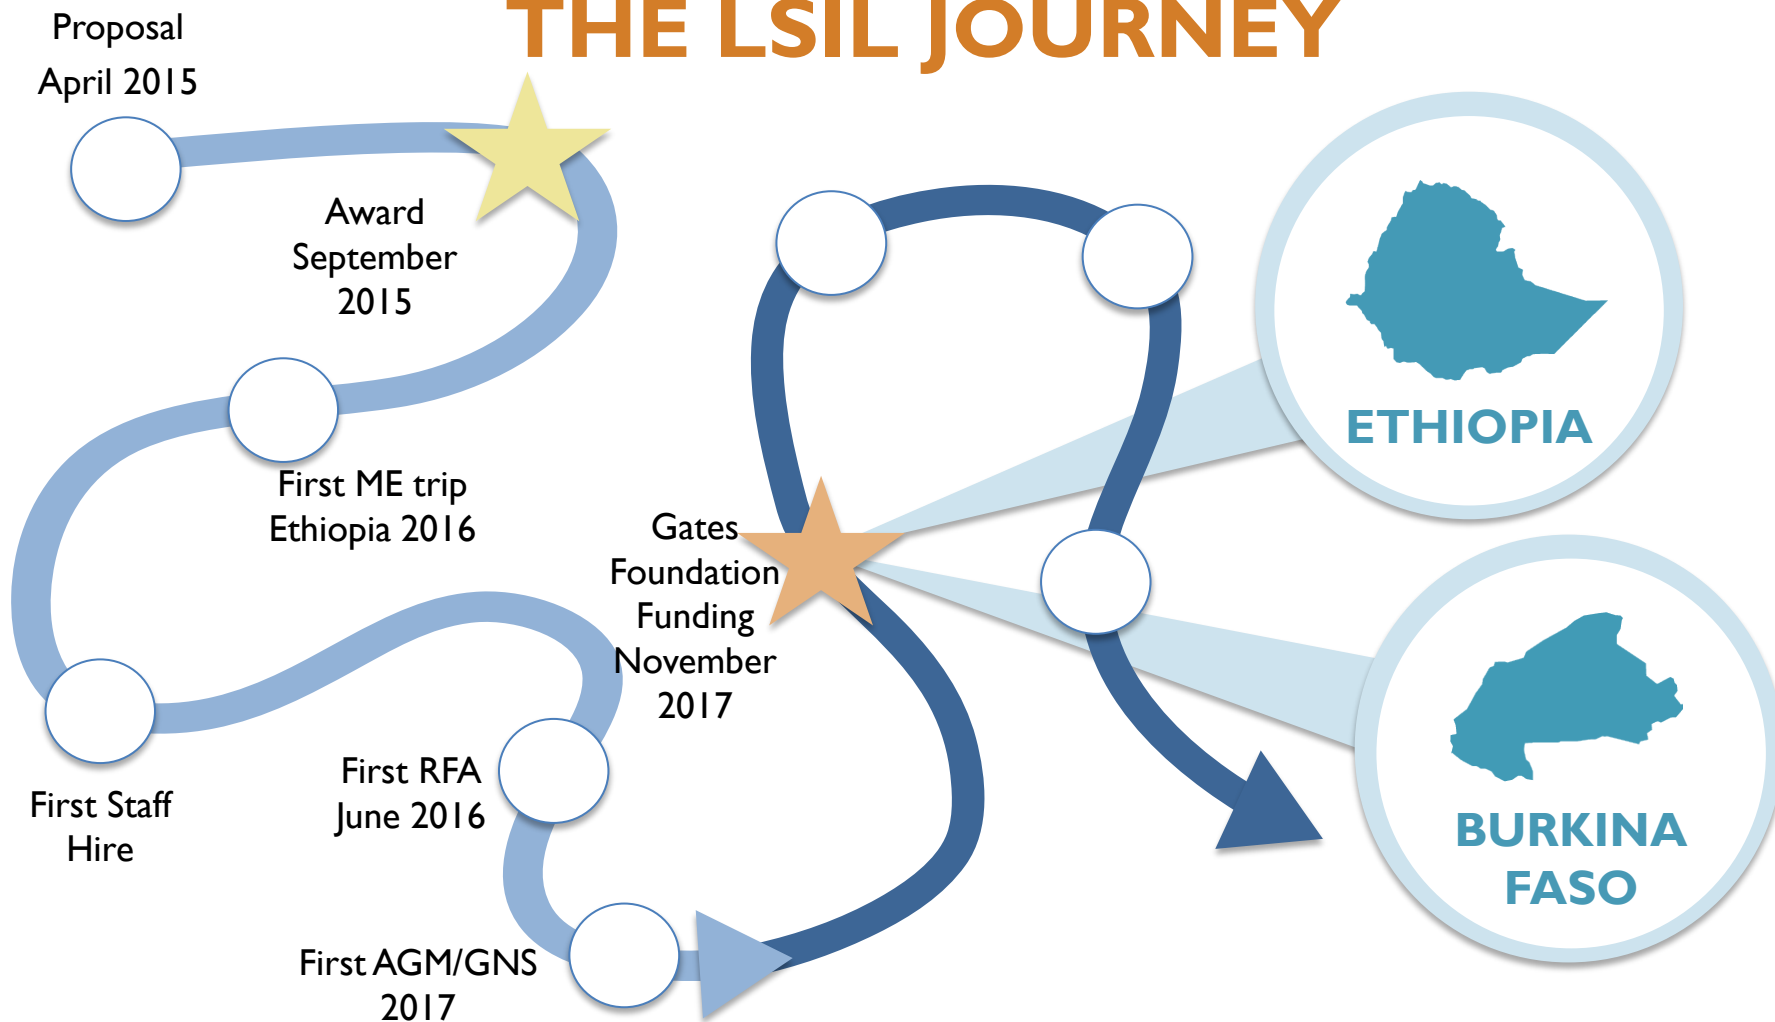 THE LSIL JOURNEY
Proposal
April 2015
Award
September
2015
First ME trip
Ethiopia 2016
First Staff
Hire
First RFA
June 2016
First AGM/GNS
2017
Gates
Foundation
Funding
November
2017
ETHIOPIA
BURKINA
FASO